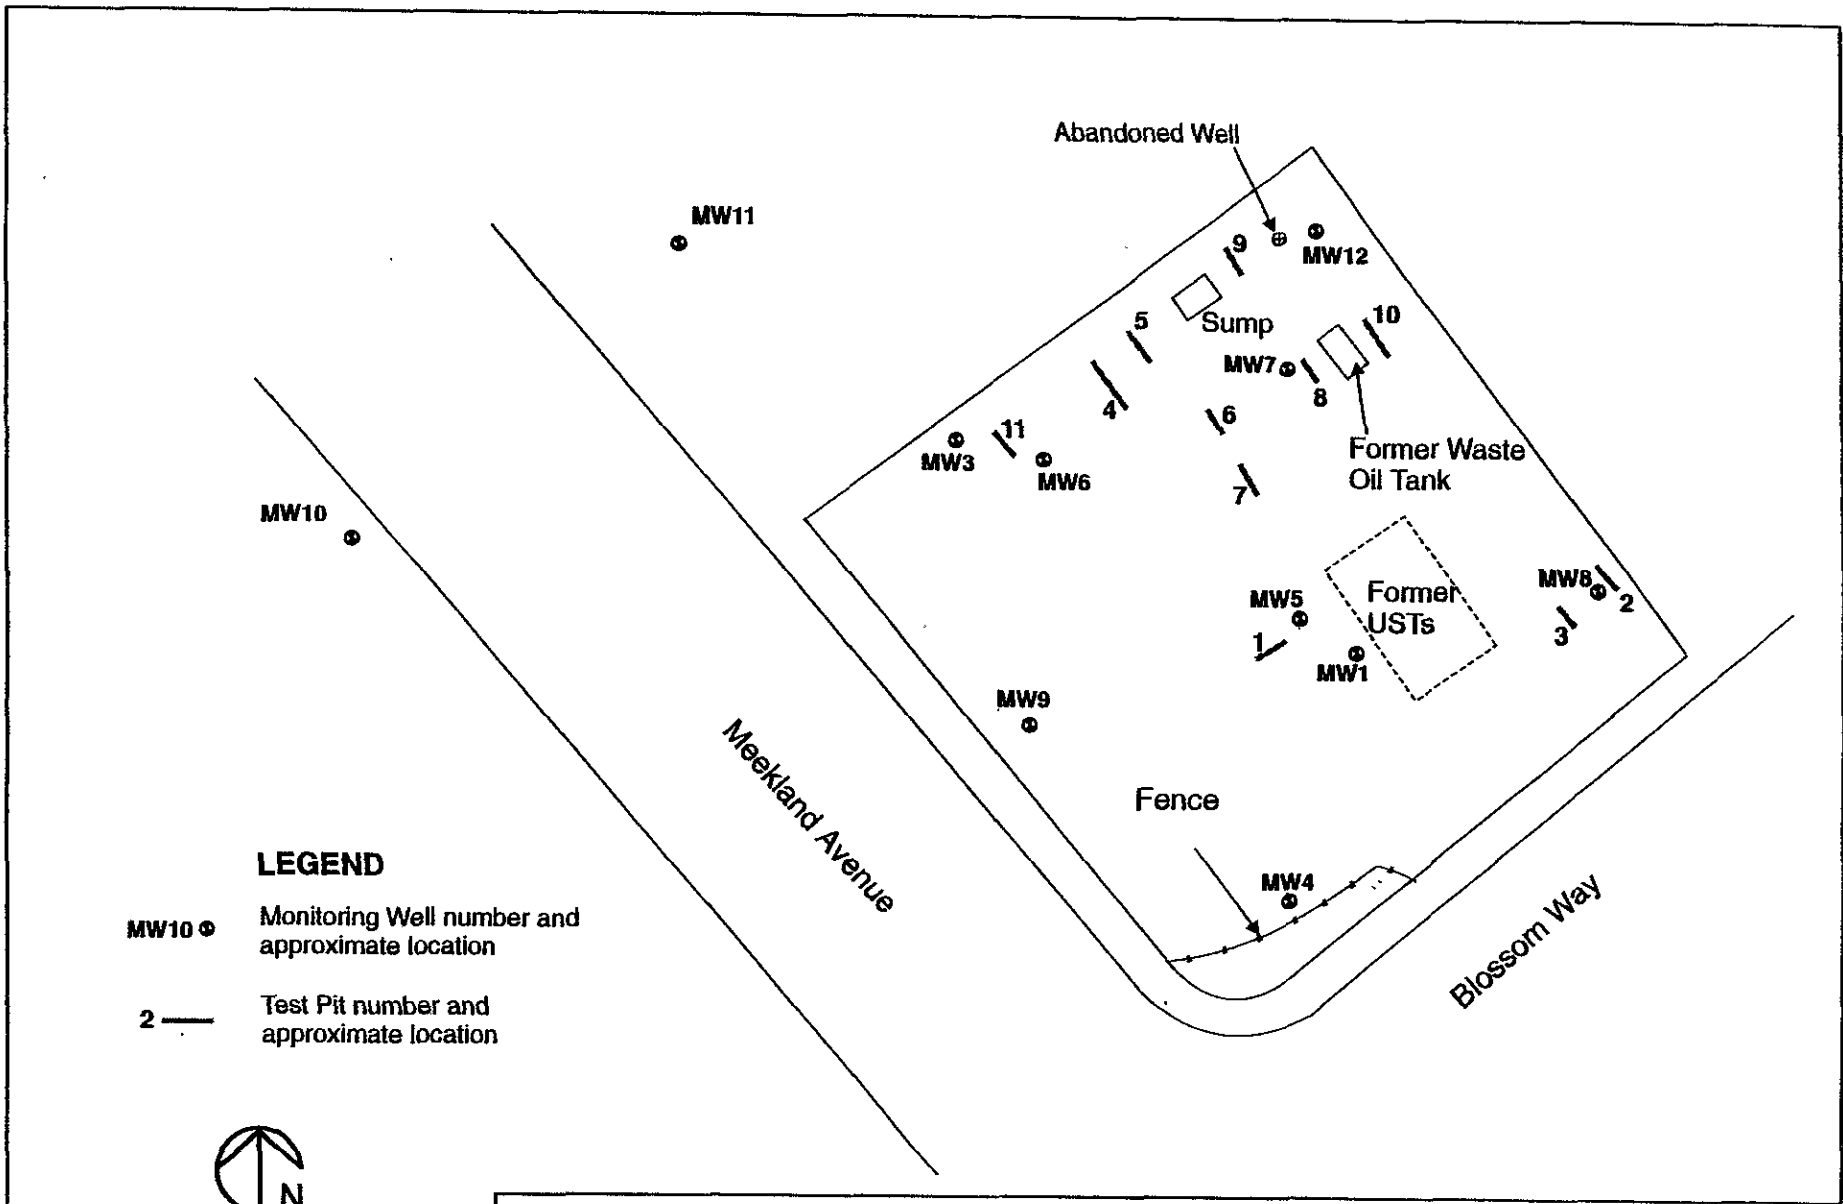 Abandoned Well
MW11
9
MW12
5
Sump
10
MW7
8
4
6
11
MW3
MW6
Former Waste
Oil Tank
7
MW10
MW8
2
MW5
Former
USTs
3
1
MW1
MW9
Meekland Avenue
Fence
MW4
Blossom Way
LEGEND
MW10
Monitoring Well number and
approximate location
2
Test Pit number and
approximate location
N